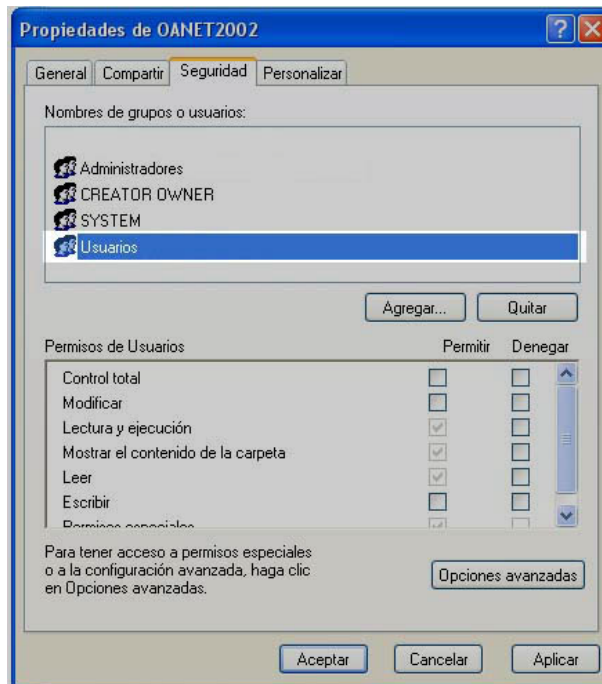 Propiedades de OANET2002
General Compartir Seguridad Personalizar
Nombres de grupos o usuarios:
Administradores
CREATOR OWNER
SYSTEM
Usuarios
Agregar... Quitar
Permisos de Usuarios Permitir Denegar
Control total
Modificar
Lectura y ejecución
Mostrar el contenido de la carpeta
Leer
Escribir
Permisos especiales
Para tener acceso a permisos especiales
o a la configuración avanzada, haga clic
en Opciones avanzadas.
Opciones avanzadas
Aceptar Cancelar Aplicar